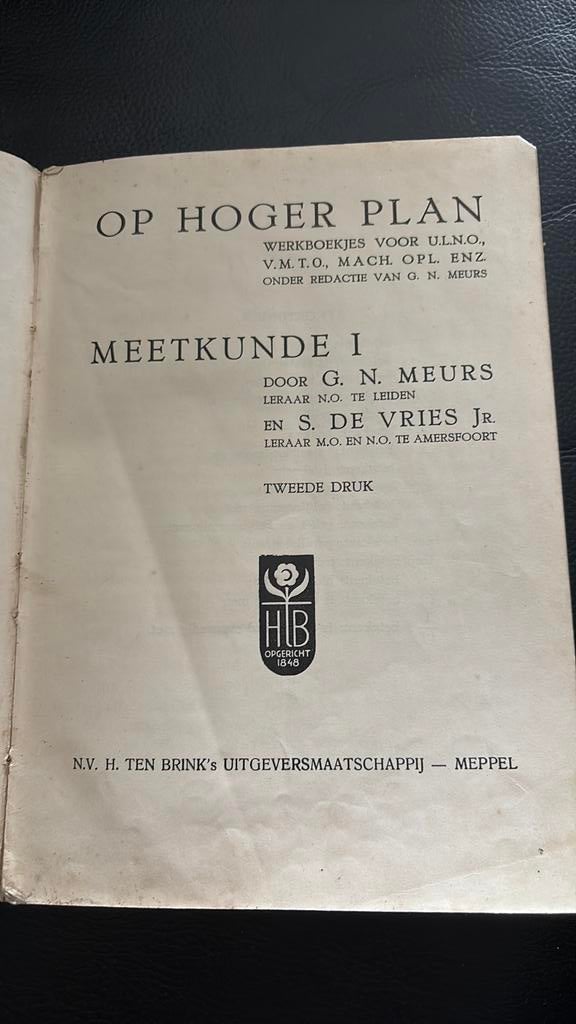 OP HOGER PLAN
WERKBOEKJES VOOR U.L.N.O.,
V.M.T.O., MACH. OPL. ENZ.
ONDER REDACTIE VAN G. N. MEURS
MEETKUNDE I
DOOR G. N. MEURS
LERAAR N.O. TE LEIDEN
EN S. DE VRIES JR.
LERAAR M.O. EN N.O. TE AMERSFOORT
TWEEDE DRUK
HTB
OPGERICHT
1848
N.V. H. TEN BRINK's UITGEVERSMAATSCHAPPIJ — MEPPEL